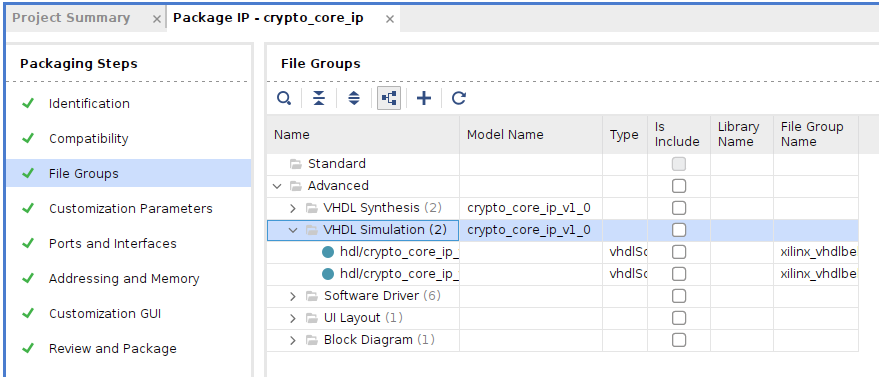 Project Summary × Package IP - crypto_core_ip ×
Packaging Steps
Identification
Compatibility
File Groups
Customization Parameters
Ports and Interfaces
Addressing and Memory
Customization GUI
Review and Package
File Groups
Name Model Name Type Is Include Library Name File Group Name
Standard
Advanced
VHDL Synthesis (2) crypto_core_ip_v1_0
VHDL Simulation (2) crypto_core_ip_v1_0
hdl/crypto_core_ip_ vhdlSo xilinx_vhdlbe
hdl/crypto_core_ip_ vhdlSo xilinx_vhdlbe
Software Driver (6)
UI Layout (1)
Block Diagram (1)